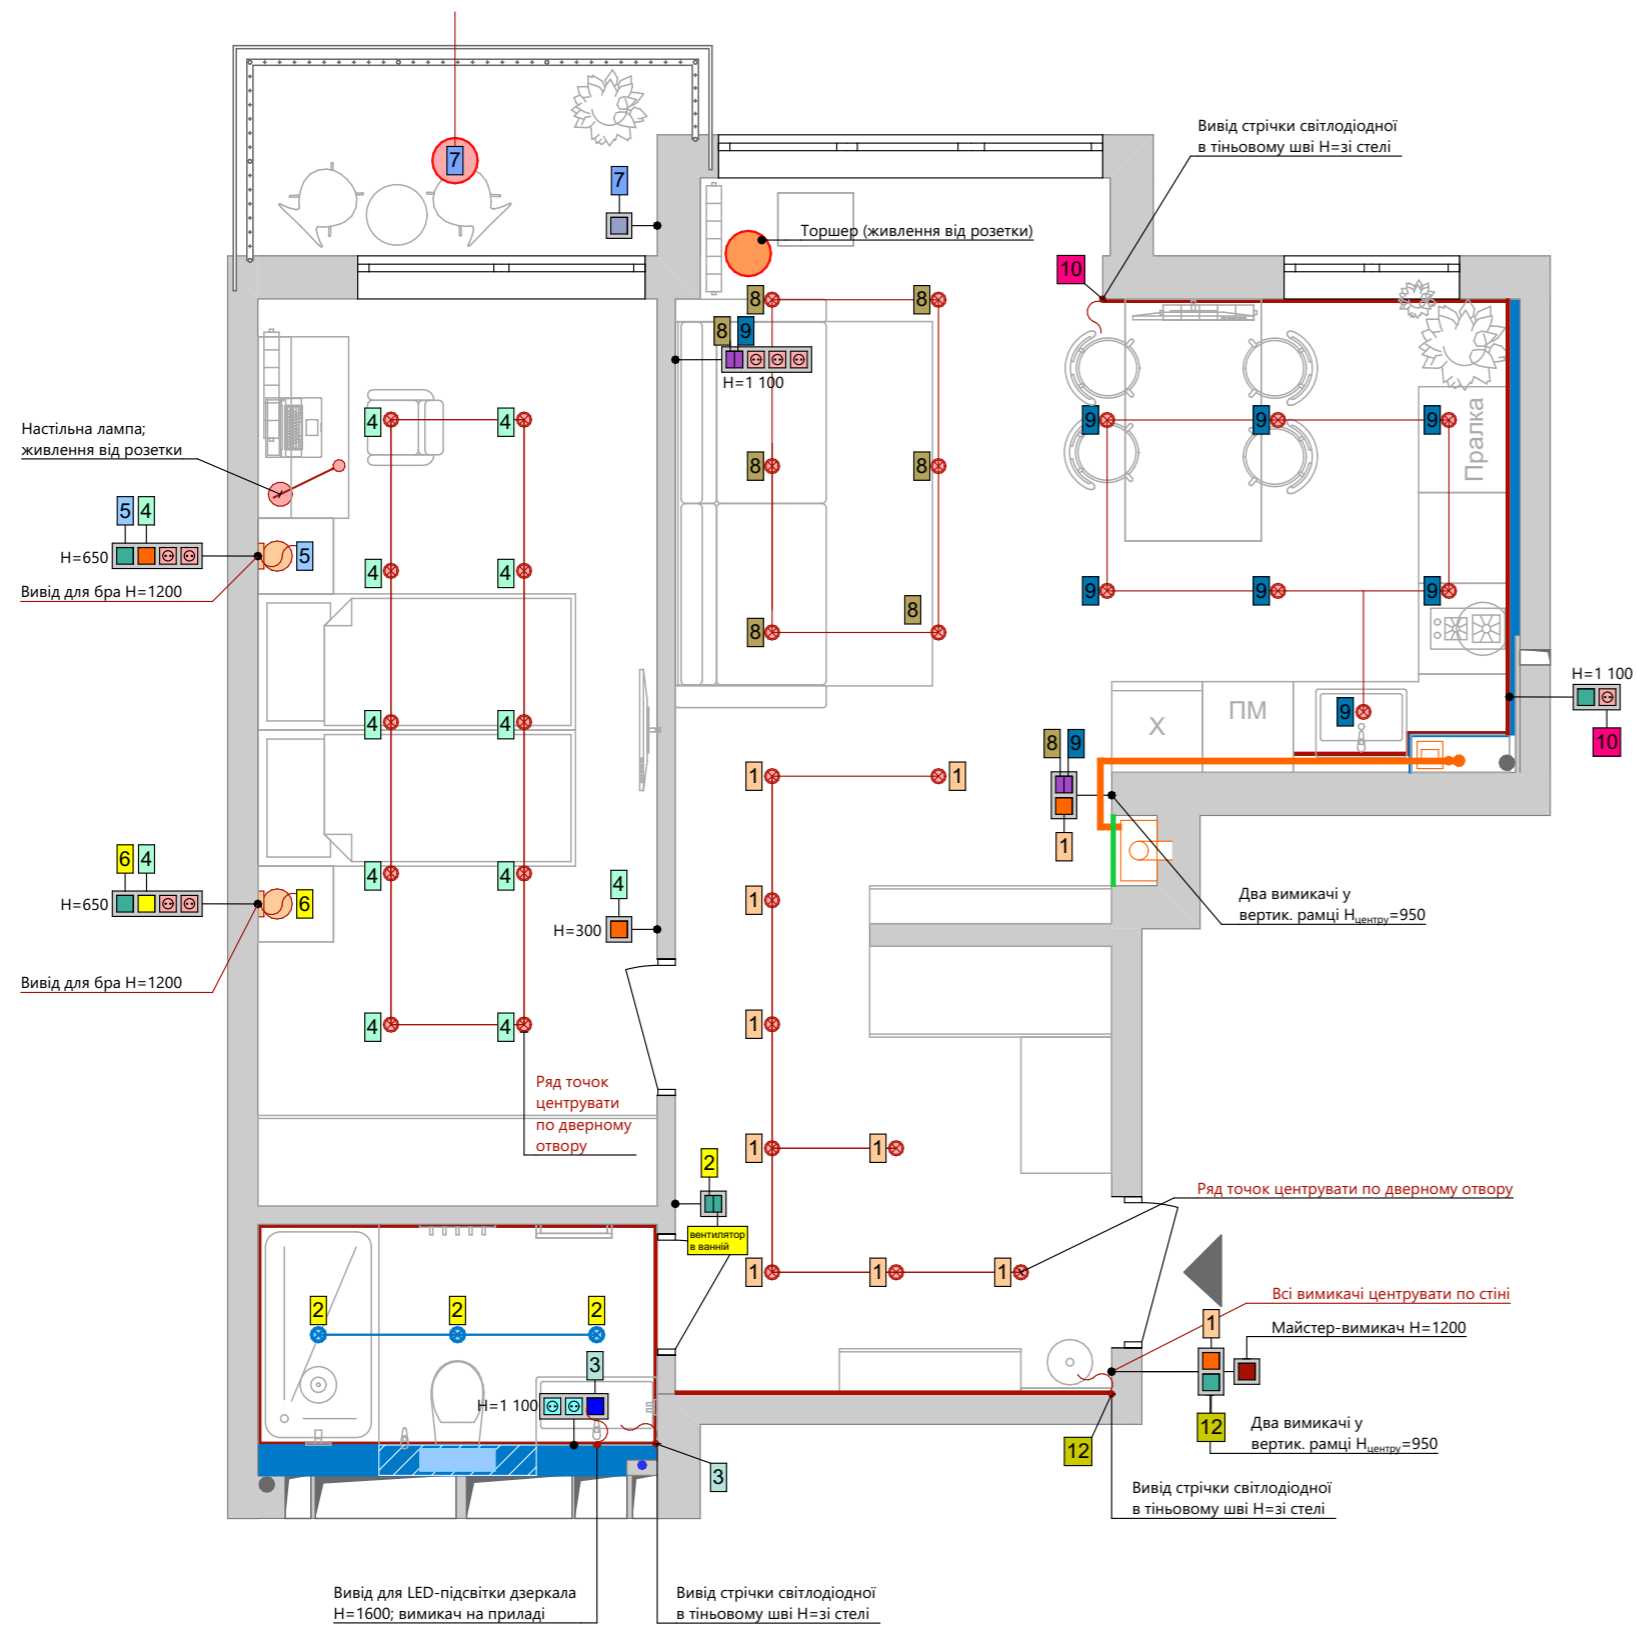 7
7
Вивід стрічки світлодіодної
в тіньовому шві Н=зі стелі
Торшер (живлення від розетки)
10
8
8
8 9
H=1 100
4
4
9
9
9
Пралка
Настільна лампа;
живлення від розетки
8
8
5 4
H=650
5
Вивід для бра H=1200
4
4
9
9
9
8
8
H=1 100
10
4
4
9
Х
ПМ
8 9
1
1
1
6 4
H=650
6
4
4
4
H=300
1
Два вимикачі у
вертик. рамці Нцентру=950
Вивід для бра H=1200
4
4
1
Ряд точок
центрувати
по дверному
отвору
1
1
2
вентилятор
в ванній
Ряд точок центрувати по дверному отвору
1
1
1
Всі вимикачі центрувати по стіні
2
2
2
1
Майстер-вимикач H=1200
3
H=1 100
12
Два вимикачі у
вертик. рамці Нцентру=950
12
3
Вивід стрічки світлодіодної
в тіньовому шві Н=зі стелі
Вивід для LED-підсвітки дзеркала
H=1600; вимикач на приладі
Вивід стрічки світлодіодної
в тіньовому шві Н=зі стелі